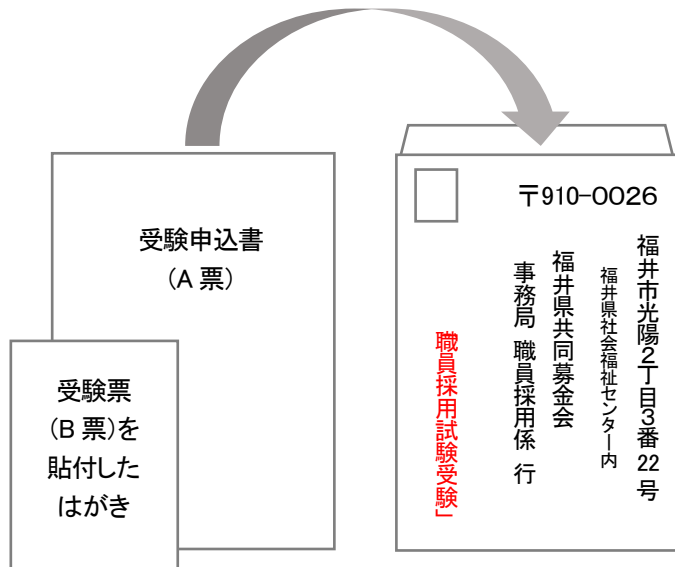 受験申込書
（A 票）
受験票
（B 票）を
貼付した
はがき
〒910-0026
福井市光陽2丁目3番 22 号
福井県社会福祉センター内
福井県共同募金会
事務局 職員採用係 行
職員採用試験受験」